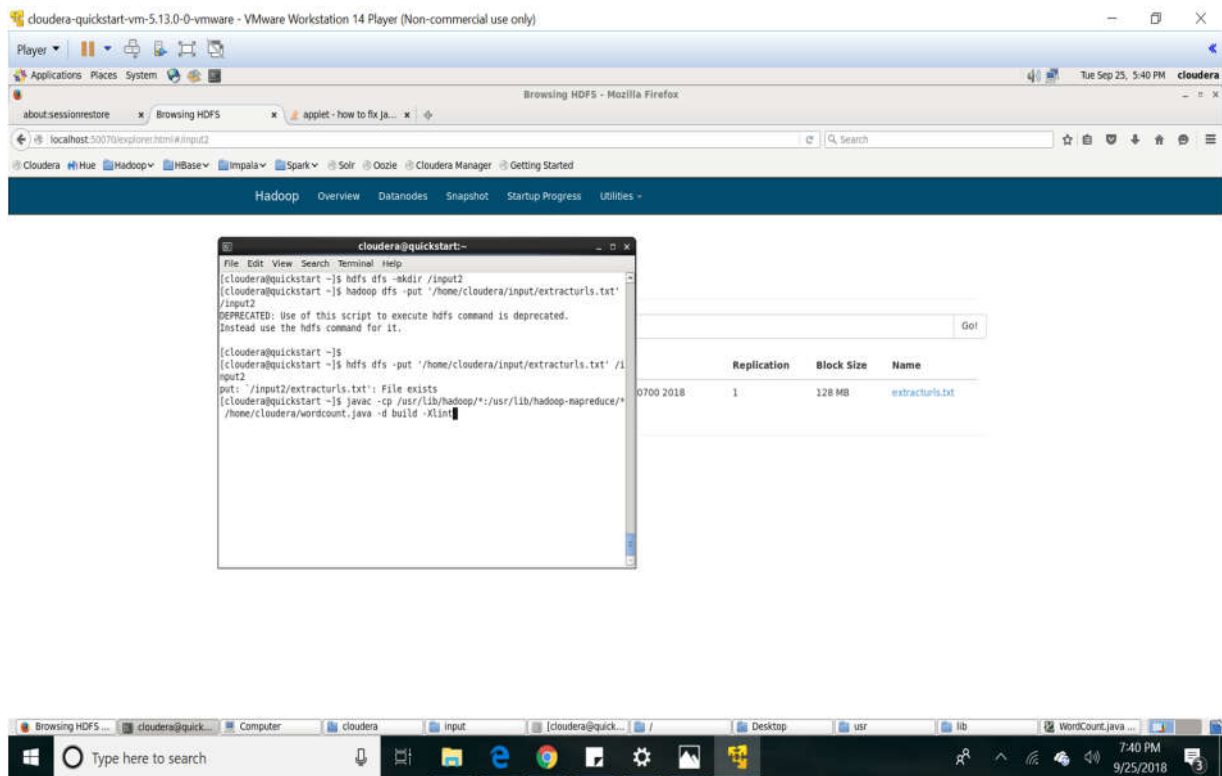 cloudera-quickstart-vm-5.13.0-0-vmware - VMware Workstation 14 Player (Non-commercial use only)
Player
Applications Places System
Tue Sep 25, 5:40 PM cloudera
Browsing HDFS - Mozilla Firefox
about:sessionrestore x Browsing HDFS x applet - how to fix Ja... x
localhost:50070/explorer.html#/input2 Search
Cloudera Hue Hadoop HBase Impala Spark Solr Oozie Cloudera Manager Getting Started
Hadoop Overview Datanodes Snapshot Startup Progress Utilities
cloudera@quickstart:~
File Edit View Search Terminal Help
[cloudera@quickstart ~]$ hdfs dfs -mkdir /input2
[cloudera@quickstart ~]$ hadoop dfs -put '/home/cloudera/input/extracturls.txt'
/input2
DEPRECATED: Use of this script to execute hdfs command is deprecated.
Instead use the hdfs command for it.
[cloudera@quickstart ~]$
[cloudera@quickstart ~]$ hdfs dfs -put '/home/cloudera/input/extracturls.txt' /i
nput2
put: `/input2/extracturls.txt': File exists
[cloudera@quickstart ~]$ javac -cp /usr/lib/hadoop/*:/usr/lib/hadoop-mapreduce/*
/home/cloudera/wordcount.java -d build -Xlint
Go!
Replication Block Size Name
0700 2018 1 128 MB extracturls.txt
Browsing HDFS ... cloudera@quick... Computer cloudera input [cloudera@quick... / Desktop usr lib WordCount.java ...
Type here to search
7:40 PM
9/25/2018
3